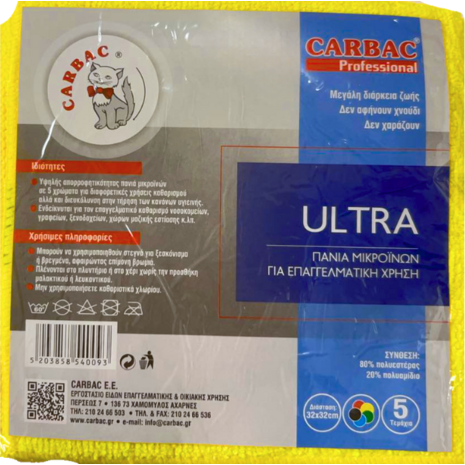 CARBAC
CARBAC
Professional
Μεγάλη διάρκεια ζωής
Δεν αφήνουν χνούδι
Δεν χαράζουν
Ιδιότητες
• Υψηλής απορροφητικότητας πανιά μικροϊνών
σε 5 χρώματα για διαφορετικές χρήσεις καθαρισμού
αλλά και διευκόλυνση στην τήρηση των κανόνων υγιεινής.
• Ενδείκνυνται για τον επαγγελματικό καθαρισμό νοσοκομείων,
γραφείων, ξενοδοχείων, χώρων μαζικής εστίασης κ.λπ.
Χρήσιμες πληροφορίες
• Μπορούν να χρησιμοποιηθούν στεγνά για ξεσκόνισμα
ή βρεγμένα, αφαιρώντας επίμονη βρωμιά.
• Πλένονται στο πλυντήριο ή στο χέρι χωρίς την προσθήκη
μαλακτικού ή λευκαντικού.
• Μην χρησιμοποιήσετε καθαριστικά χλωρίου.
60°
ULTRA
ΠΑΝΙΑ ΜΙΚΡΟΪΝΩΝ
ΓΙΑ ΕΠΑΓΓΕΛΜΑΤΙΚΗ ΧΡΗΣΗ
5 203858 540093
ΣΥΝΘΕΣΗ:
80% πολυεστέρας
20% πολυαμίδιο
CARBAC E.E.
ΕΡΓΟΣΤΑΣΙΟ ΕΙΔΩΝ ΕΠΑΓΓΕΛΜΑΤΙΚΗΣ & ΟΙΚΙΑΚΗΣ ΧΡΗΣΗΣ
ΠΕΡΣΕΩΣ 7 • 136 73 ΧΑΜΟΜΥΛΟΣ ΑΧΑΡΝΕΣ
ΤΗΛ: 210 24 66 503 • ΤΗΛ. & FAX: 210 24 66 536
www.carbac.gr • e-mail: info@carbac.gr
Διάσταση
32x32cm
5
Τεμάχια